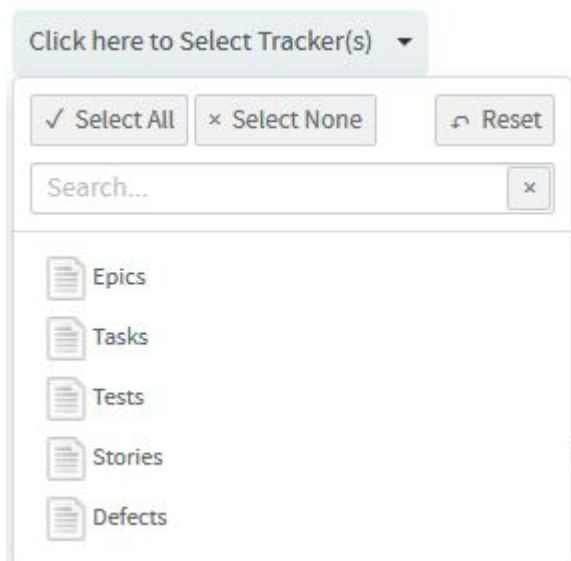 Click here to Select Tracker(s)
✓ Select All × Select None Reset
Search... ×
Epics
Tasks
Tests
Stories
Defects